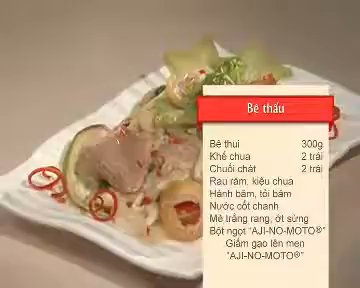 Bê thấu
Bê thui 300g
Khế chua 2 trái
Chuối chát 2 trái
Rau răm, kiệu chua
Hành băm, tỏi băm
Nước cốt chanh
Mè trắng rang, ớt sừng
Bột ngọt “AJI-NO-MOTO®”
Giấm gạo lên men
“AJI-NO-MOTO®”